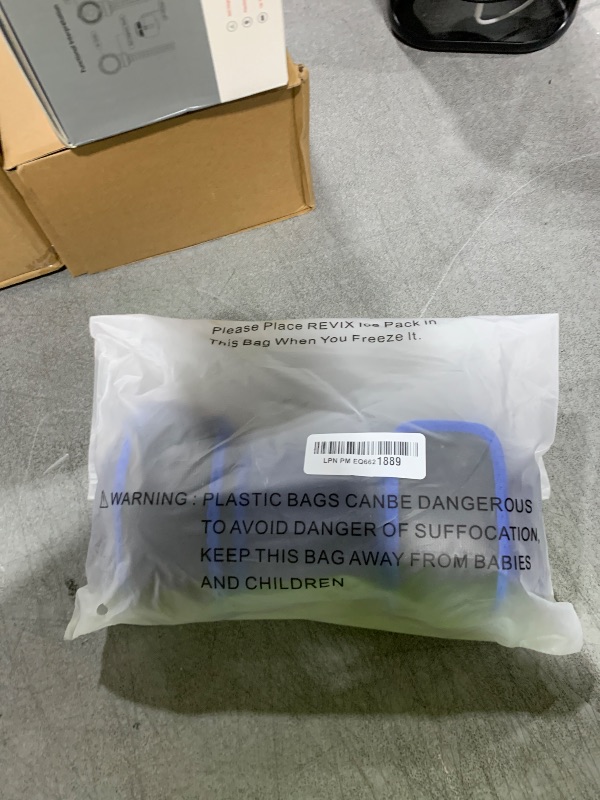 Please Place REVIX Ice Pack in
This Bag When You Freeze It.
LPN PM EQ6621889
WARNING : PLASTIC BAGS CANBE DANGEROUS
TO AVOID DANGER OF SUFFOCATION,
KEEP THIS BAG AWAY FROM BABIES
AND CHILDREN